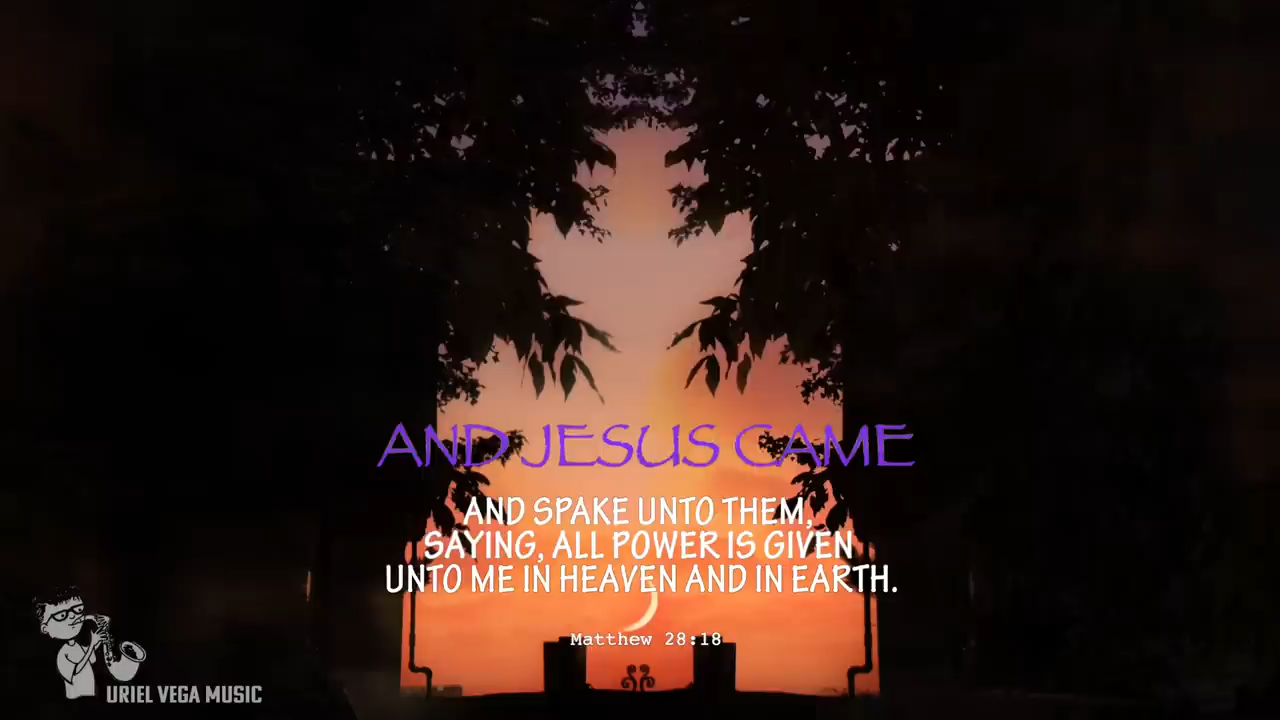 AND JESUS CAME
AND SPAKE UNTO THEM,
SAYING, ALL POWER IS GIVEN
UNTO ME IN HEAVEN AND IN EARTH.
Matthew 28:18
URIEL VEGA MUSIC